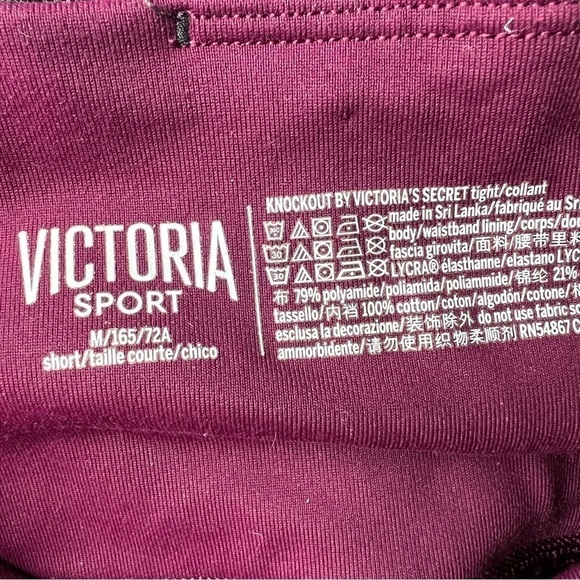 VICTORIA
SPORT
M/165/72A
short/taille courte/chico
KNOCKOUT BY VICTORIA'S SECRET tight/collant
made in Sri Lanka/fabriqué au Sri
body/waistband lining/corps/dou
fascia girovita/面料/腰带里料
LYCRA® élasthanne/elastano LYC
布 79% polyamide/poliamida/poliammide/锦纶 21%
tassello/内裆 100% cotton/coton/algodón/cotone/棉
esclusa la decorazione/装饰除外 do not use fabric so
ammorbidente/请勿使用织物柔顺剂 RN54867 C